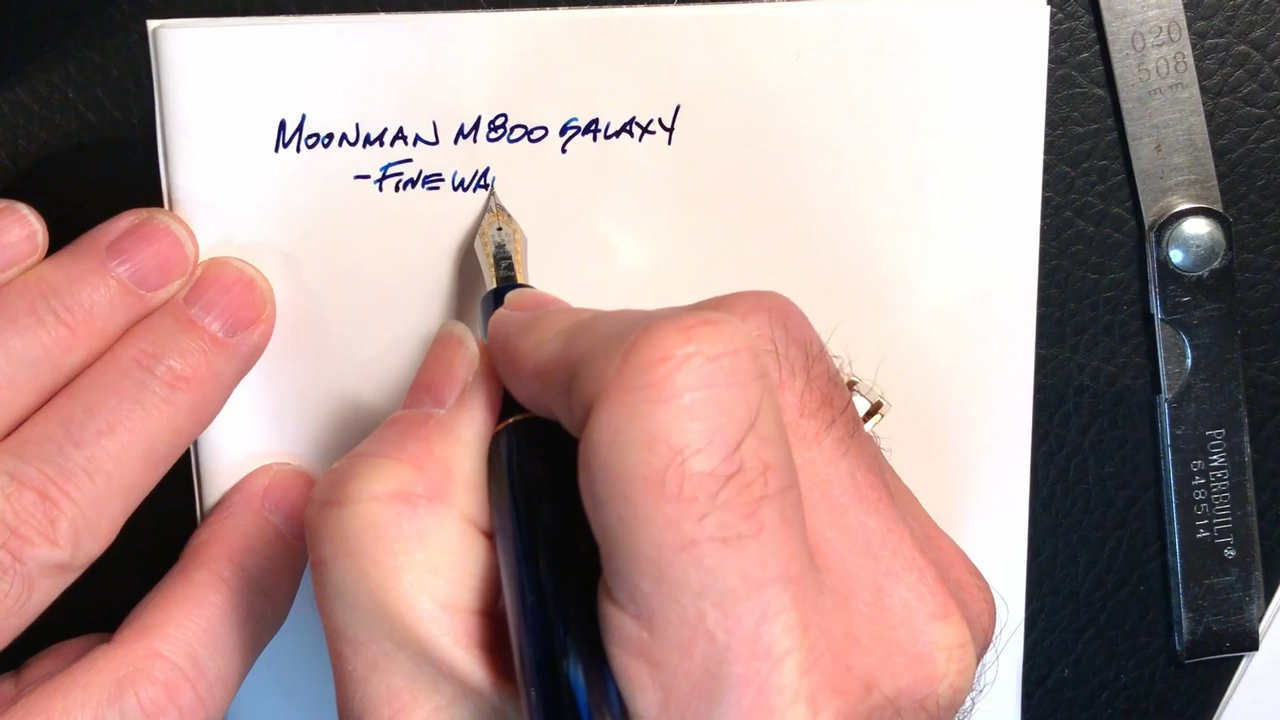 MOONMAN M800 GALAXY
-FINE WA
.020
.508
mm
POWERBUILT®
648514